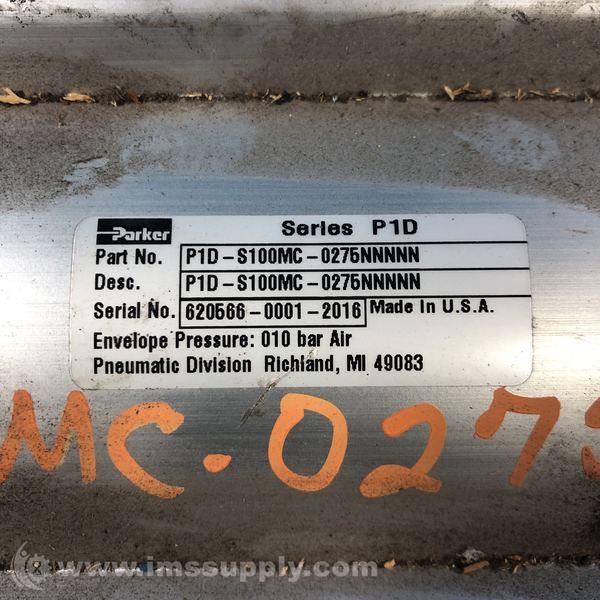 Parker Series P1D
Part No. P1D-S100MC-0275NNNNN
Desc. P1D-S100MC-0275NNNNN
Serial No. 620566-0001-2016 Made In U.S.A.
Envelope Pressure: 010 bar Air
Pneumatic Division Richland, MI 49083
MC-027
www.imssupply.com